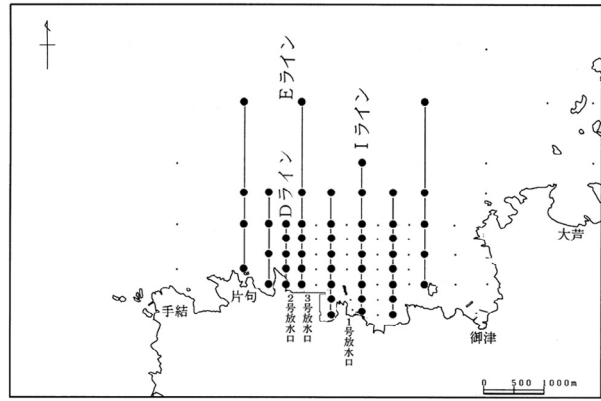 Eライン
Iライン
Dライン
大芦
片句
手結
2号放水口
3号放水口
1号放水口
御津
0 500 1000m